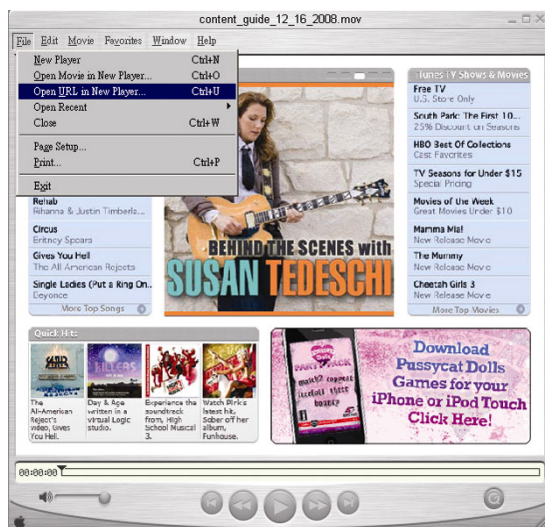 content_guide_12_16_2008.mov
File Edit Movie Favorites Window Help
New Player Ctrl+N
Open Movie in New Player... Ctrl+O
Open URL in New Player... Ctrl+U
Open Recent
Close Ctrl+W
Page Setup...
Print... Ctrl+P
Exit
Rehab
Rihanna & Justin Timberla...
Circus
Britney Spears
Gives You Hell
The All American Rejects
Single Ladies (Put a Ring On..
Beyonce
More Top Songs
BEHIND THE SCENES with
SUSAN TEDESCHI
iTunes TV Shows & Movies
Free TV
U.S. Store Only
South Park: The First 10...
25% Discount on Seasons
HBO Best Of Collections
Cast Favorites
TV Seasons for Under $15
Special Pricing
Movies of the Week
Great Movies Under $10
Mamma Mia!
New Release Movie
The Mummy
New Release Movie
Cheetah Girls 3
New Release Movie
More Top Movies
Quick Hits
The
All-American
Reject's
video, Gives
You Hell.
KILLERS
Day & Age
written in a
virtual Logic
studio.
Experience the
soundtrack
from, High
School Musical
3.
Watch Pink's
latest hit,
Sober off her
album,
Funhouse.
PARTY PACK
Download
Pussycat Dolls
Games for your
iPhone or iPod Touch
Click Here!
00:00:00